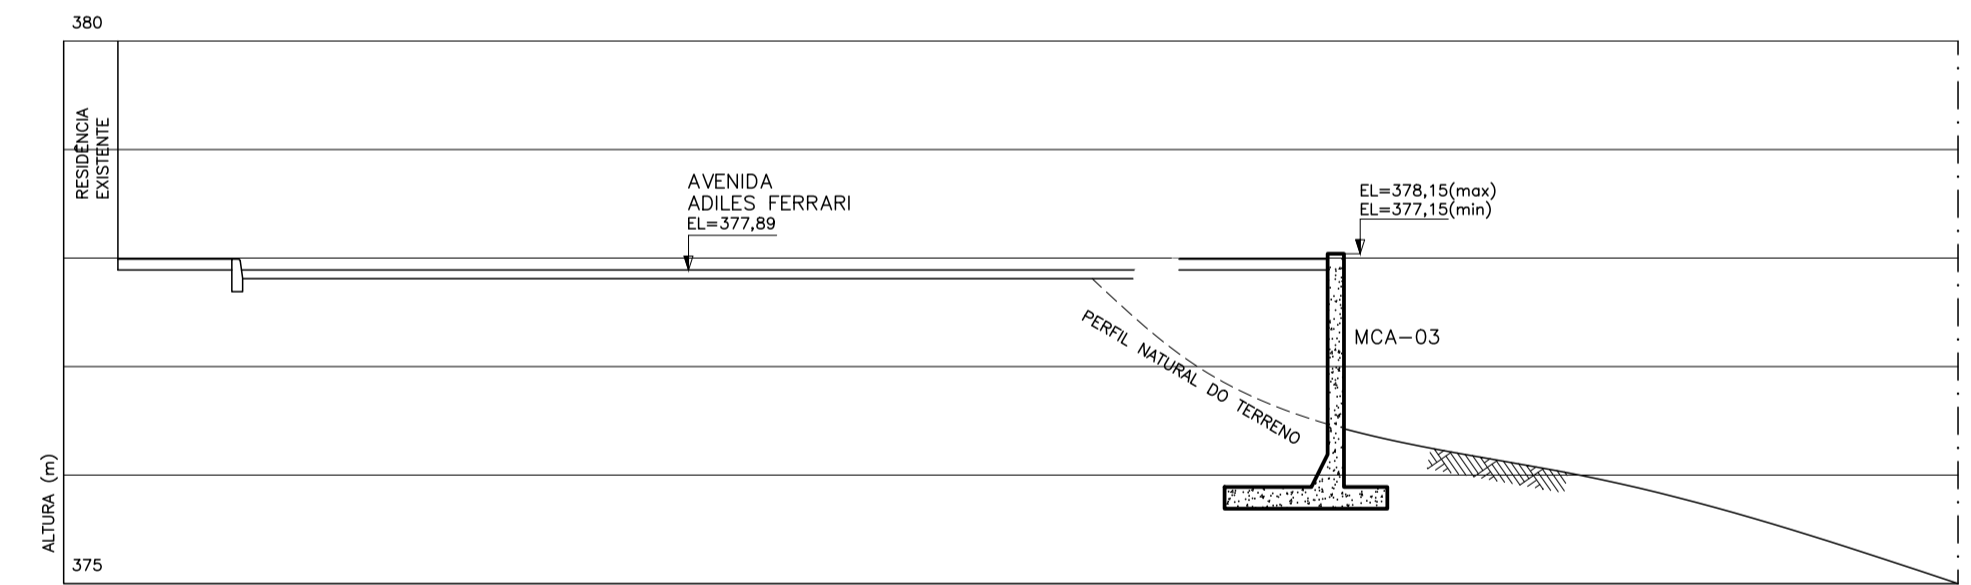 380
RESIDÊNCIA
EXISTENTE
AVENIDA
ADILES FERRARI
EL=377,89
EL=378,15(max)
EL=377,15(min)
MCA-03
PERFIL NATURAL DO TERRENO
ALTURA (m)
375